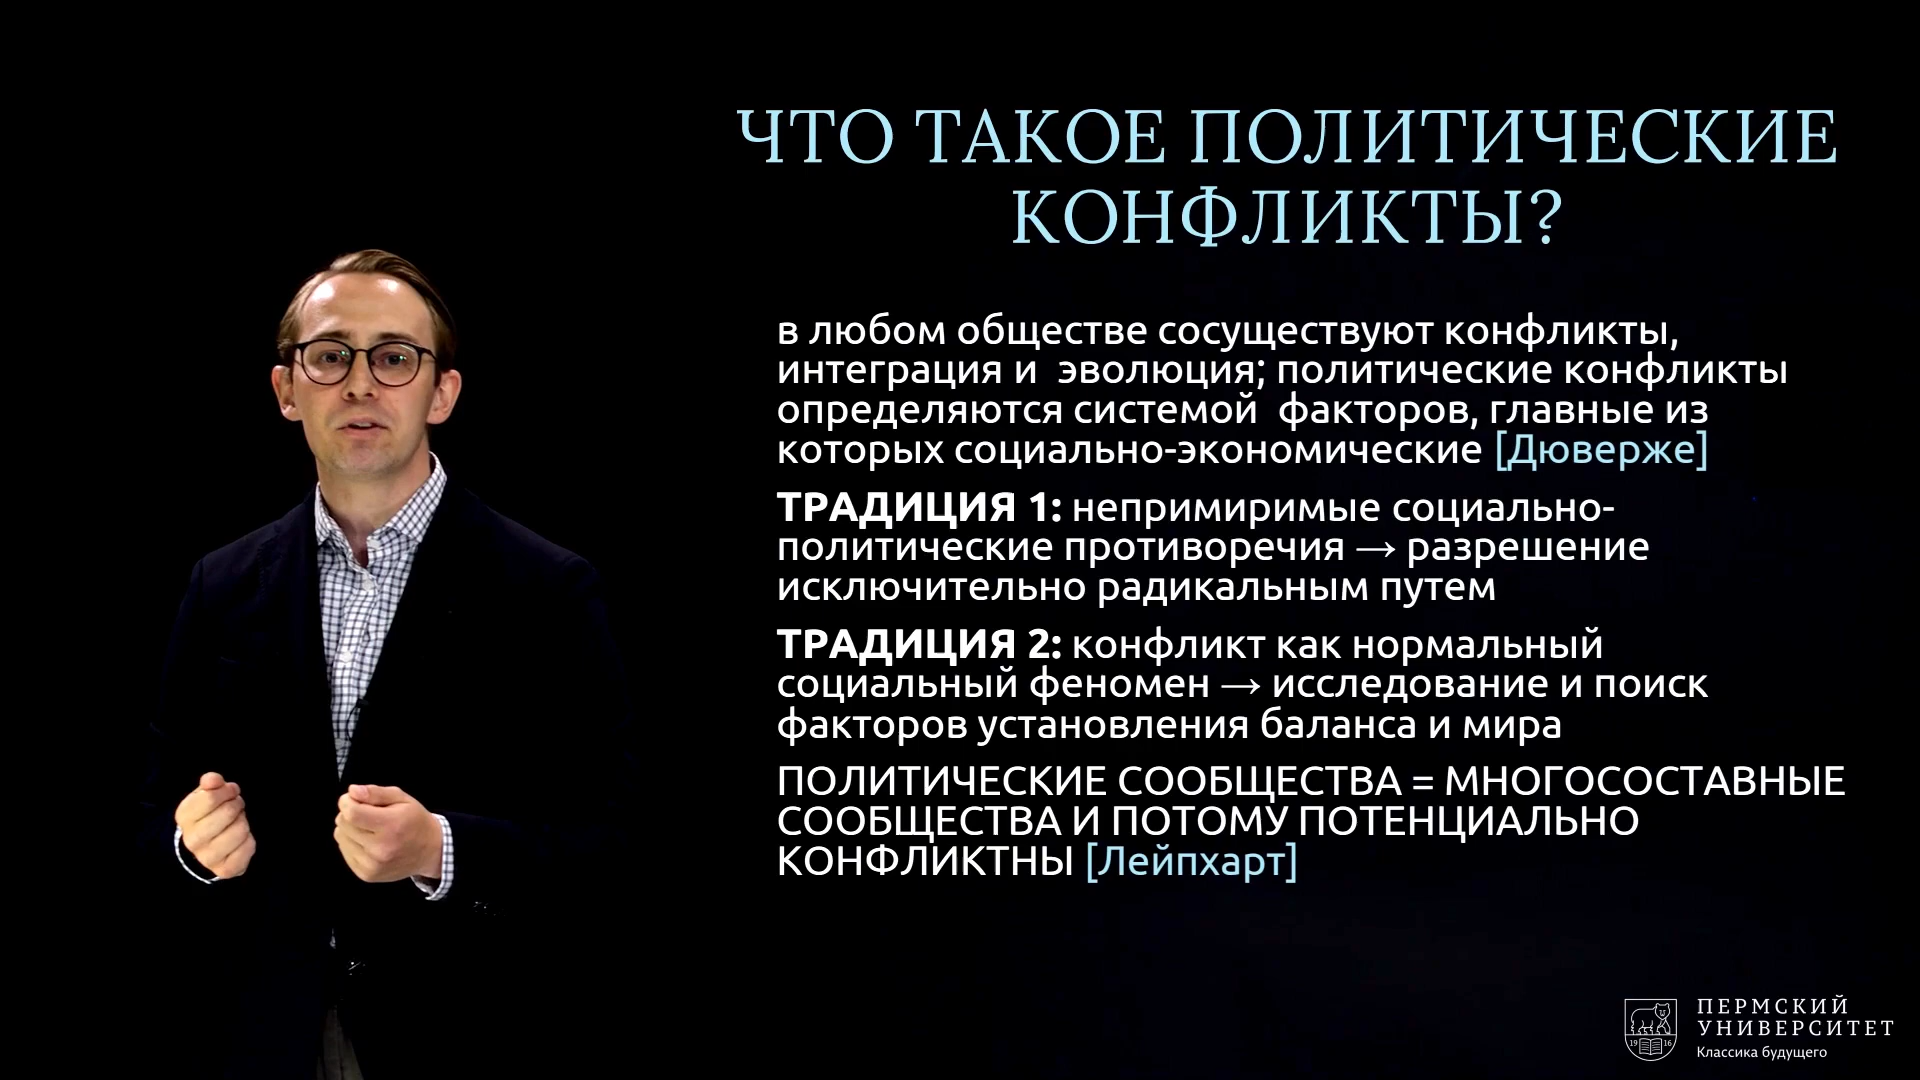 ЧТО ТАКОЕ ПОЛИТИЧЕСКИЕ
КОНФЛИКТЫ?
в любом обществе сосуществуют конфликты,
интеграция и эволюция; политические конфликты
определяются системой факторов, главные из
которых социально-экономические [Дюверже]
ТРАДИЦИЯ 1: непримиримые социально-
политические противоречия → разрешение
исключительно радикальным путем
ТРАДИЦИЯ 2: конфликт как нормальный
социальный феномен → исследование и поиск
факторов установления баланса и мира
ПОЛИТИЧЕСКИЕ СООБЩЕСТВА = МНОГОСОСТАВНЫЕ
СООБЩЕСТВА И ПОТОМУ ПОТЕНЦИАЛЬНО
КОНФЛИКТНЫ [Лейпхарт]
ПЕРМСКИЙ
УНИВЕРСИТЕТ
Классика будущего
19 16